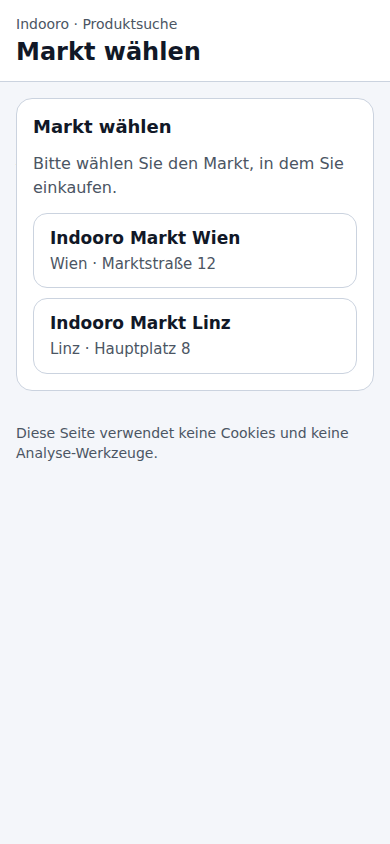 Indooro · Produktsuche
Markt wählen
Markt wählen
Bitte wählen Sie den Markt, in dem Sie
einkaufen.
Indooro Markt Wien
Wien · Marktstraße 12
Indooro Markt Linz
Linz · Hauptplatz 8
Diese Seite verwendet keine Cookies und keine
Analyse-Werkzeuge.